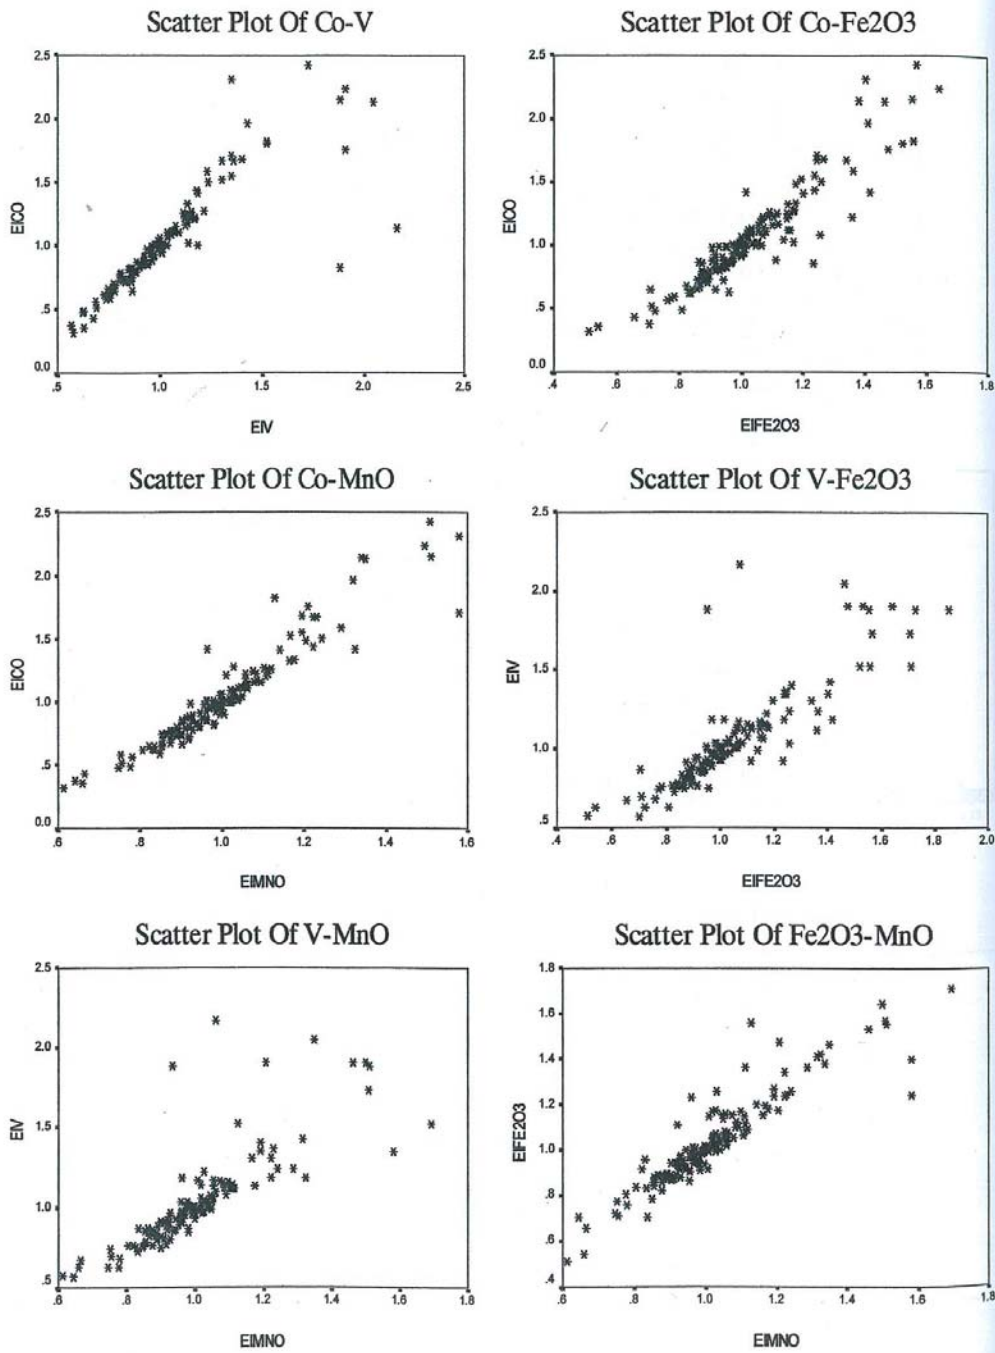 Scatter Plot Of Co-V
2.5
2.0
1.5
1.0
.5
0.0
EICO
.5 1.0 1.5 2.0 2.5
EIV
Scatter Plot Of Co-Fe2O3
2.5
2.0
1.5
1.0
.5
0.0
EICO
.4 .6 .8 1.0 1.2 1.4 1.6 1.8
EIFE2O3
Scatter Plot Of Co-MnO
2.5
2.0
1.5
1.0
.5
0.0
EICO
.6 .8 1.0 1.2 1.4 1.6
EIMNO
Scatter Plot Of V-Fe2O3
2.5
2.0
1.5
1.0
.5
EIV
.4 .6 .8 1.0 1.2 1.4 1.6 1.8 2.0
EIFE2O3
Scatter Plot Of V-MnO
2.5
2.0
1.5
1.0
.5
EIV
.6 .8 1.0 1.2 1.4 1.6 1.8
EIMNO
Scatter Plot Of Fe2O3-MnO
1.8
1.6
1.4
1.2
1.0
.8
.6
.4
EIFE2O3
.6 .8 1.0 1.2 1.4 1.6 1.8
EIMNO